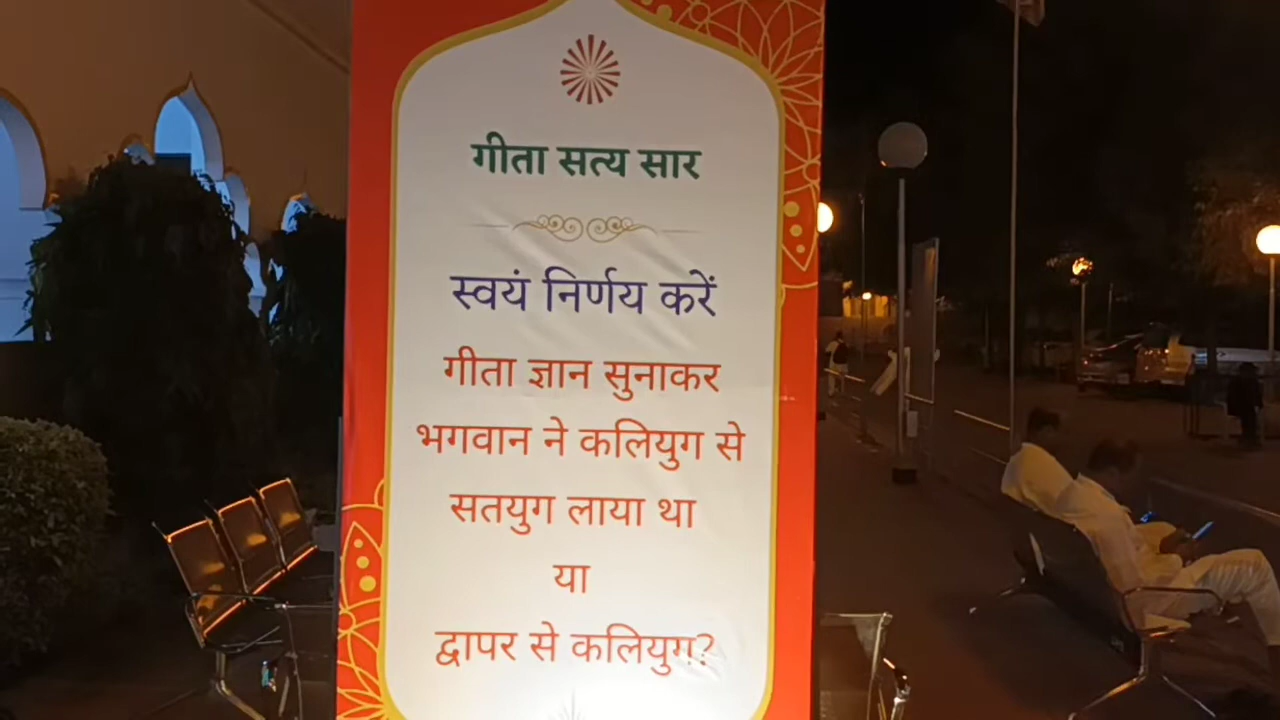 गीता सत्य सार
स्वयं निर्णय करें
गीता ज्ञान सुनाकर
भगवान ने कलियुग से
सतयुग लाया था
या
द्वापर से कलियुग?